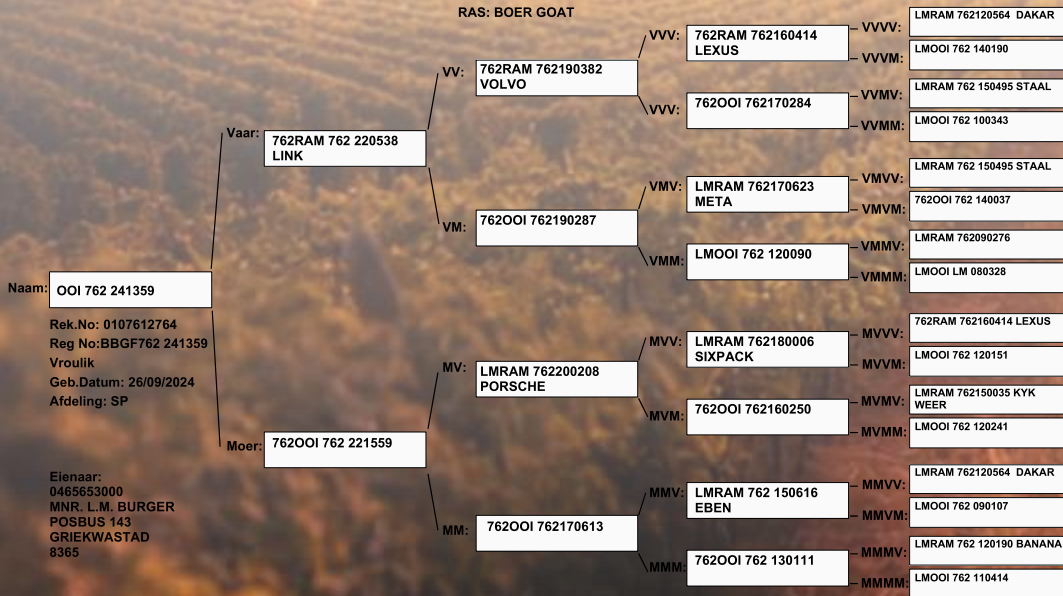 RAS: BOER GOAT
Naam:
OOI 762 241359
Rek.No: 0107612764
Reg No:BBGF762 241359
Vroulik
Geb.Datum: 26/09/2024
Afdeling: SP
Eienaar:
0465653000
MNR. L.M. BURGER
POSBUS 143
GRIEKWASTAD
8365
Vaar:
762RAM 762 220538
LINK
Moer:
762OOI 762 221559
VV:
762RAM 762190382
VOLVO
VM:
762OOI 762190287
MV:
LMRAM 762200208
PORSCHE
MM:
762OOI 762170613
VVV:
762RAM 762160414
LEXUS
VVV:
762OOI 762170284
VMV:
LMRAM 762170623
META
VMM:
LMOOI 762 120090
MVV:
LMRAM 762180006
SIXPACK
MVM:
762OOI 762160250
MMV:
LMRAM 762 150616
EBEN
MMM:
762OOI 762 130111
VVVV:
LMRAM 762120564 DAKAR
VVVM:
LMOOI 762 140190
VVMV:
LMRAM 762 150495 STAAL
VVMM:
LMOOI 762 100343
VMVV:
LMRAM 762 150495 STAAL
VMVM:
762OOI 762 140037
VMMV:
LMRAM 762090276
VMMM:
LMOOI LM 080328
MVVV:
762RAM 762160414 LEXUS
MVVM:
LMOOI 762 120151
MVMV:
LMRAM 762150035 KYK
WEER
MVMM:
LMOOI 762 120241
MMVV:
LMRAM 762120564 DAKAR
MMVM:
LMOOI 762 090107
MMMV:
LMRAM 762 120190 BANANA
MMMM:
LMOOI 762 110414